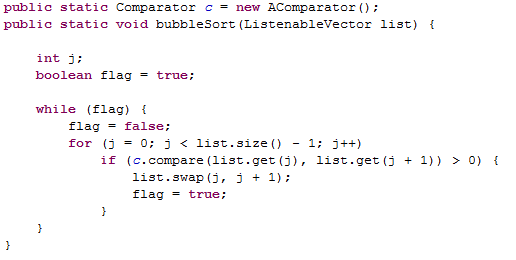 public static Comparator c = new AComparator();
public static void bubbleSort(ListenableVector list) {

    int j;
    boolean flag = true;

    while (flag) {
        flag = false;
        for (j = 0; j < list.size() - 1; j++)
            if (c.compare(list.get(j), list.get(j + 1)) > 0) {
                list.swap(j, j + 1);
                flag = true;
            }
    }
}